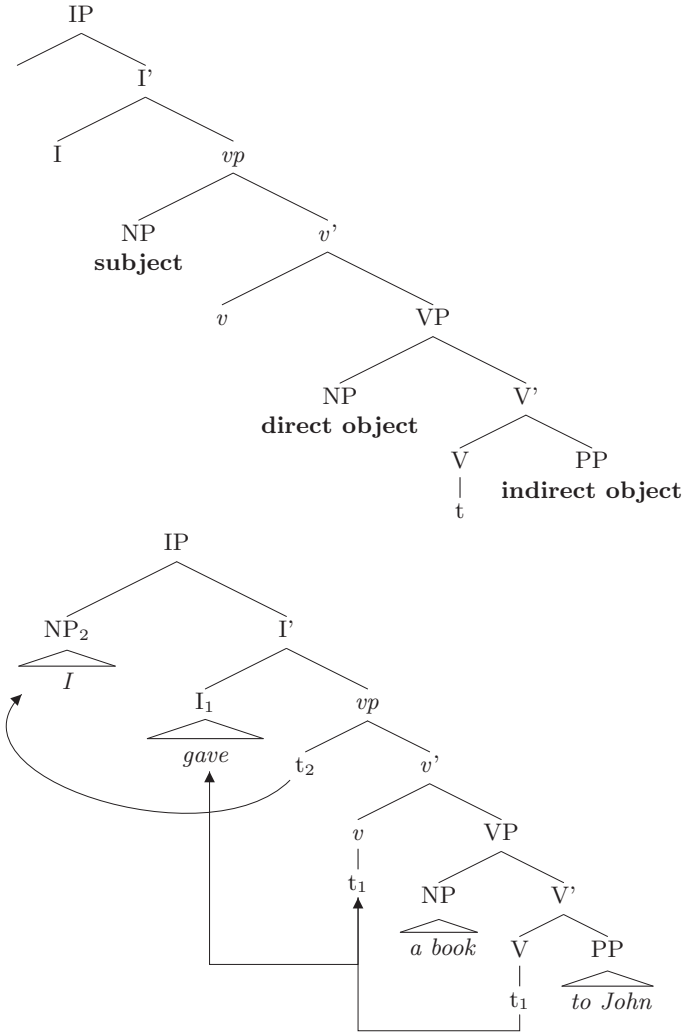 IP
I'
I vp
NP
subject
v'
v VP
NP V'
direct object
V PP
indirect object
t
IP
NP2 I'
I
I1 vp
gave
t2 v'
v VP
t1
NP V'
a book
V PP
t1 to John